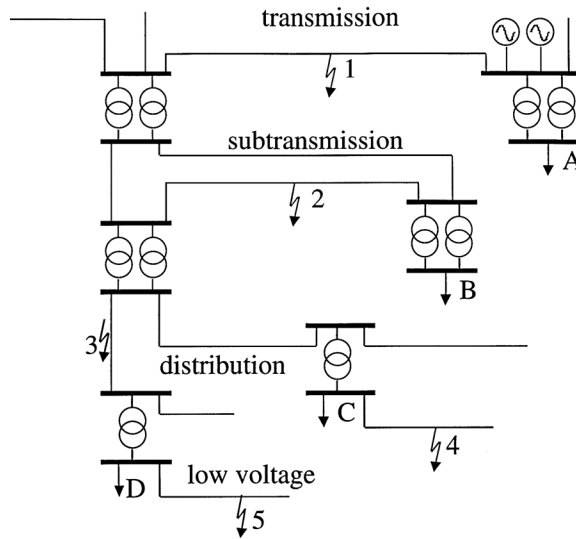 transmission
1
A
subtransmission
2
B
3
distribution
C
4
D
low voltage
5